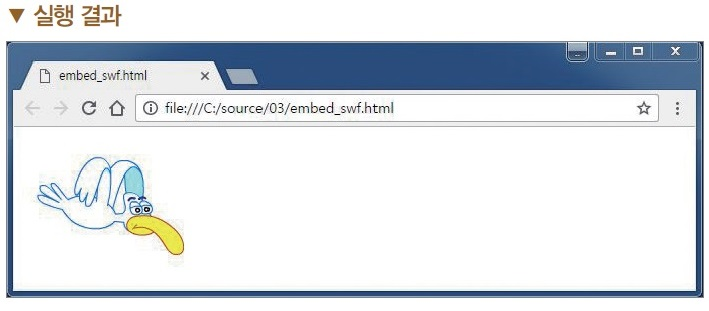 ▼ 실행 결과
embed_swf.html
file:///C:/source/03/embed_swf.html